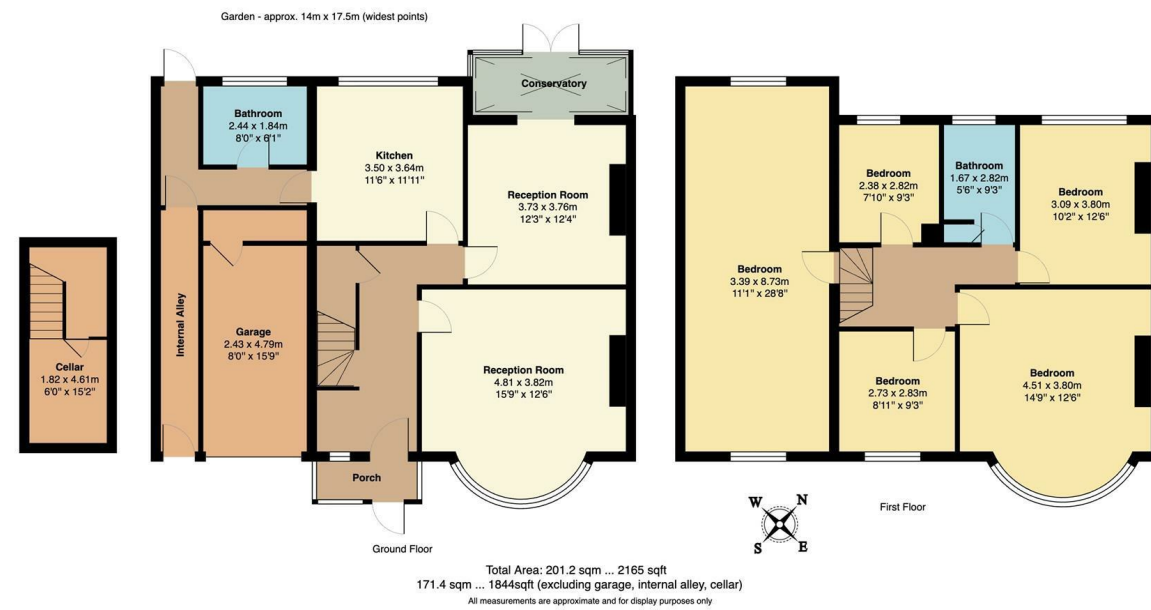 Garden - approx. 14m x 17.5m (widest points)
Conservatory
Bathroom
2.44 x 1.84m
8'0" x 6'1"
Kitchen
3.50 x 3.64m
11'6" x 11'11"
Reception Room
3.73 x 3.76m
12'3" x 12'4"
Internal Alley
Garage
2.43 x 4.79m
8'0" x 15'9"
Cellar
1.82 x 4.61m
6'0" x 15'2"
Reception Room
4.81 x 3.82m
15'9" x 12'6"
Porch
Ground Floor
Bedroom
3.39 x 8.73m
11'1" x 28'8"
Bedroom
2.38 x 2.82m
7'10" x 9'3"
Bathroom
1.67 x 2.82m
5'6" x 9'3"
Bedroom
3.09 x 3.80m
10'2" x 12'6"
Bedroom
2.73 x 2.83m
8'11" x 9'3"
Bedroom
4.51 x 3.80m
14'9" x 12'6"
W N
S E
First Floor
Total Area: 201.2 sqm ... 2165 sqft
171.4 sqm ... 1844sqft (excluding garage, internal alley, cellar)
All measurements are approximate and for display purposes only